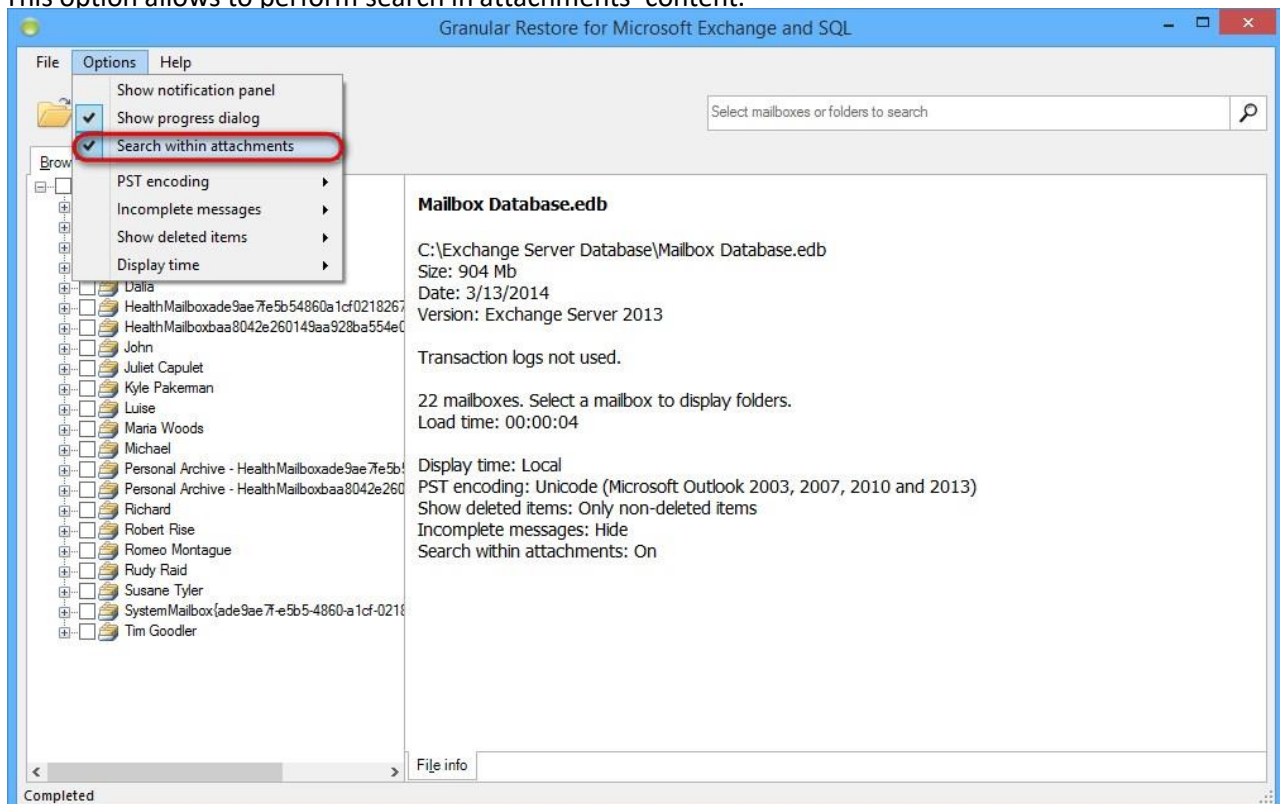 This option allows to perform search in attachments' content.
Granular Restore for Microsoft Exchange and SQL
File Options Help
Show notification panel
Show progress dialog
Select mailboxes or folders to search
Search within attachments
Brow
PST encoding
Incomplete messages
Show deleted items
Display time
Dalia
HealthMailboxade9ae7fe5b54860a1cf0218267
HealthMailboxbaa8042e260149aa928ba554e0
John
Juliet Capulet
Kyle Pakerman
Luise
Maria Woods
Michael
Personal Archive - HealthMailboxade9ae7fe5b5
Personal Archive - HealthMailboxbaa8042e260
Richard
Robert Rise
Romeo Montague
Rudy Raid
Susane Tyler
SystemMailbox{ade9ae7f-e5b5-4860-a1cf-0218
Tim Goodler
Mailbox Database.edb
C:\Exchange Server Database\Mailbox Database.edb
Size: 904 Mb
Date: 3/13/2014
Version: Exchange Server 2013
Transaction logs not used.
22 mailboxes. Select a mailbox to display folders.
Load time: 00:00:04
Display time: Local
PST encoding: Unicode (Microsoft Outlook 2003, 2007, 2010 and 2013)
Show deleted items: Only non-deleted items
Incomplete messages: Hide
Search within attachments: On
File info
Completed